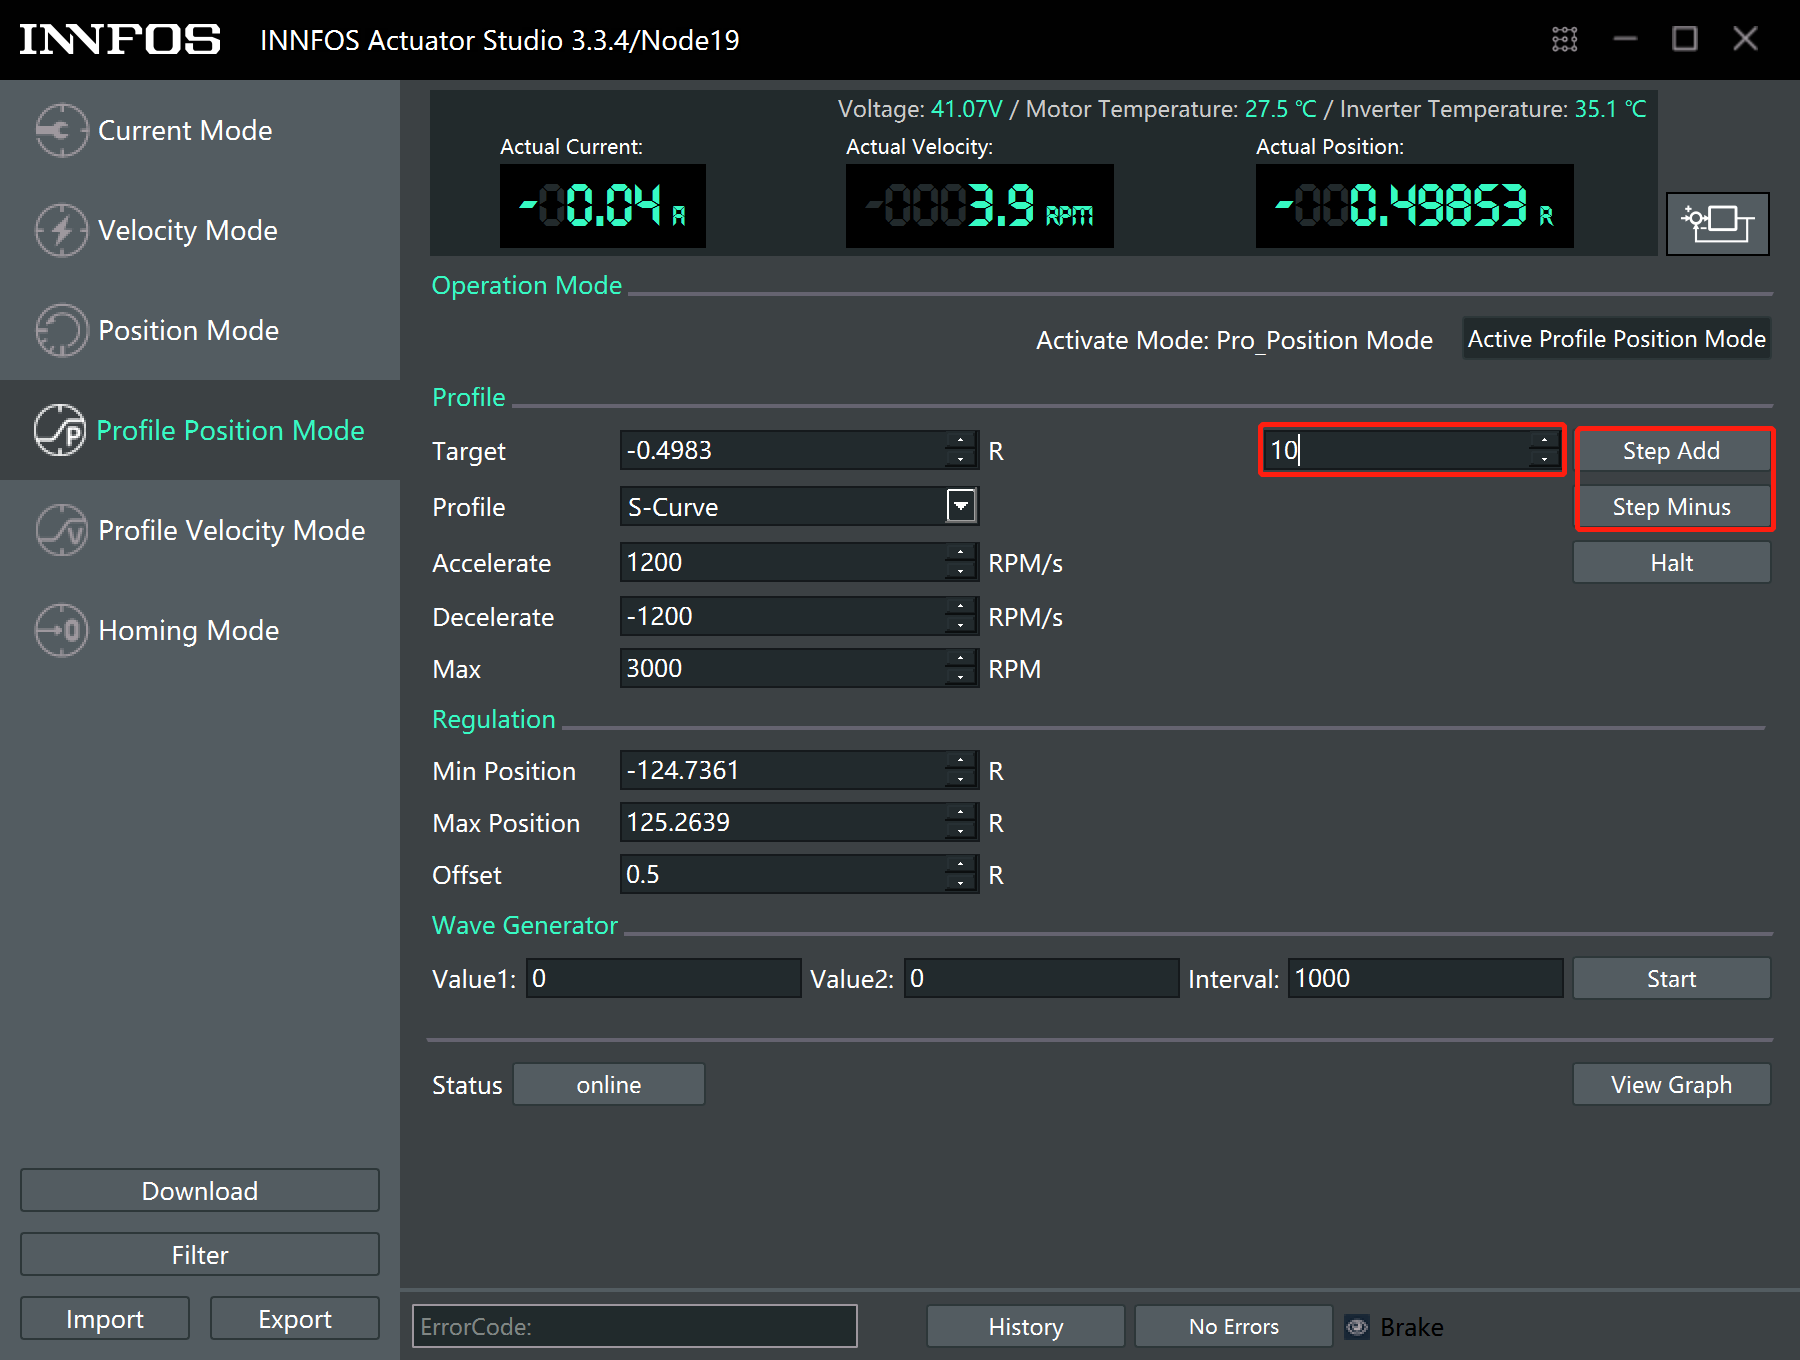 INNFOS
INNFOS Actuator Studio 3.3.4/Node19
Current Mode
Velocity Mode
Position Mode
Profile Position Mode
Profile Velocity Mode
Homing Mode
Download
Filter
Import
Export
Voltage: 41.07V / Motor Temperature: 27.5 ℃ / Inverter Temperature: 35.1 ℃
Actual Current:
Actual Velocity:
Actual Position:
-0.04 A
3.9 RPM
-0.49853 R
Operation Mode
Activate Mode: Pro_Position Mode
Active Profile Position Mode
Profile
Target -0.4983 R
10
Step Add
Profile S-Curve
Step Minus
Accelerate 1200 RPM/s
Halt
Decelerate -1200 RPM/s
Max 3000 RPM
Regulation
Min Position -124.7361 R
Max Position 125.2639 R
Offset 0.5 R
Wave Generator
Value1: 0 Value2: 0 Interval: 1000 Start
Status online
View Graph
ErrorCode:
History
No Errors
Brake